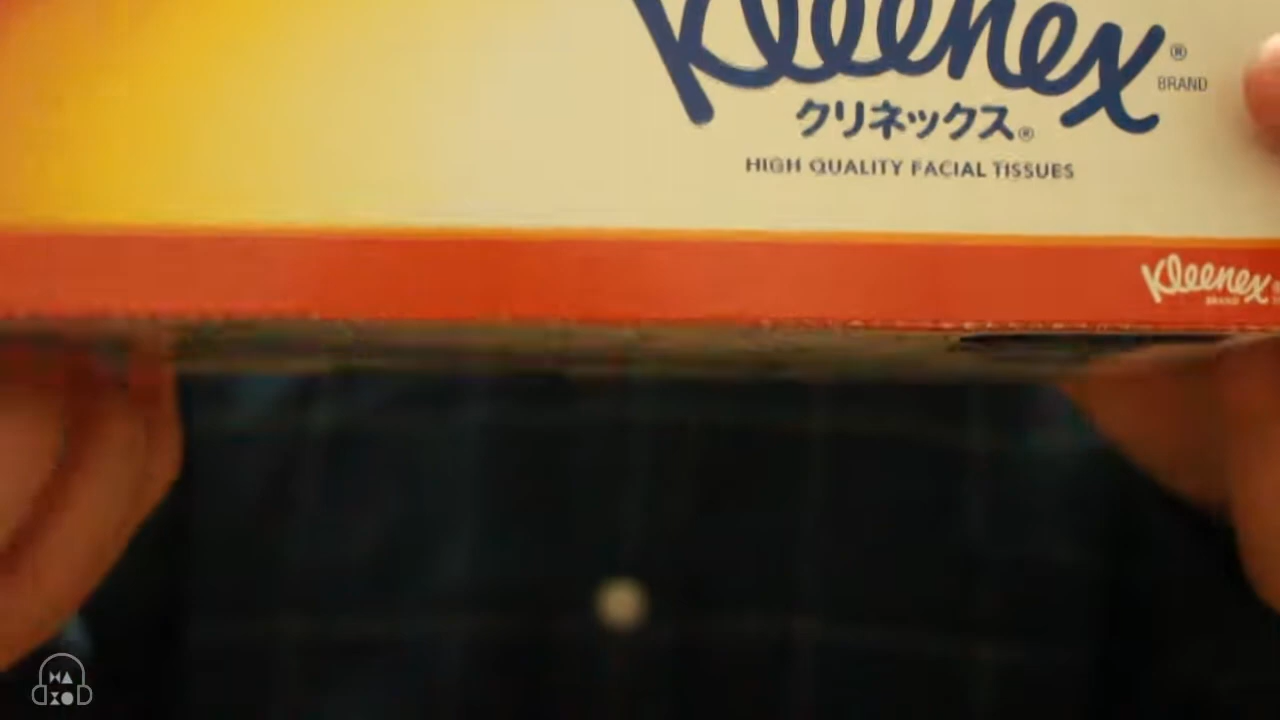 Kleenex®
BRAND
クリネックス®
HIGH QUALITY FACIAL TISSUES
Kleenex®
BRAND